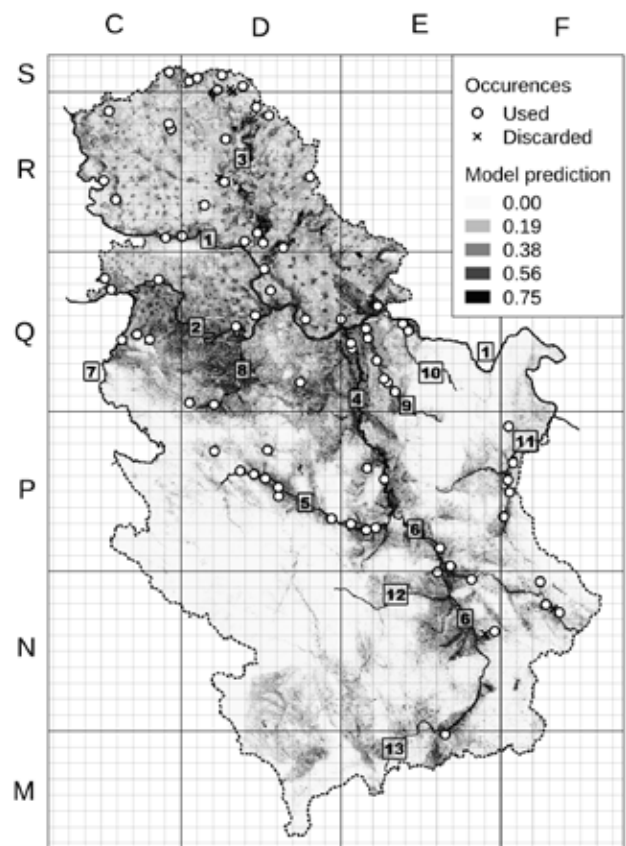 C D E F
S
Occurences
Used
× Discarded
Model prediction
0.00
0.19
0.38
0.56
0.75
R
3
1
Q
2
1
7
8
10
4
9
P
11
5
6
12
N
6
13
M